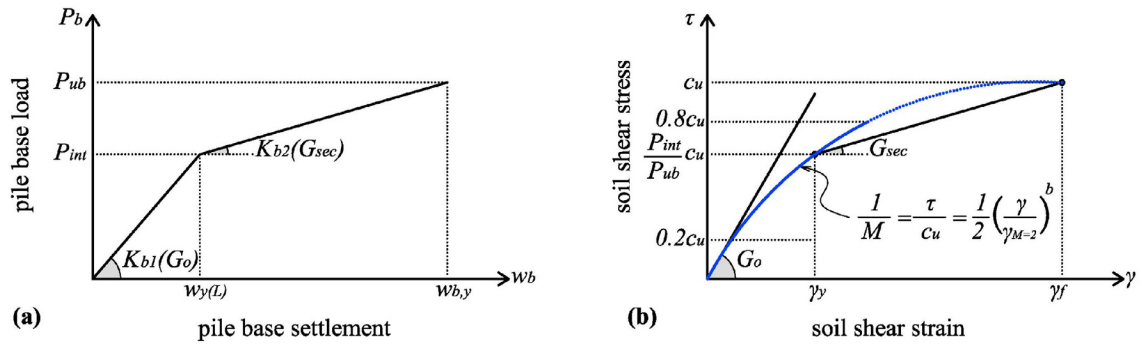 P_b
pile base load
P_ub
P_int
K_b2(G_sec)
K_b1(G_o)
w_y(L)
w_b,y
w_b
(a)
pile base settlement
τ
soil shear stress
c_u
0.8c_u
P_int/P_ub c_u
G_sec
1/M = τ/c_u = 1/2 (γ/γ_M=2)^b
0.2c_u
G_o
γ_y
γ_f
γ
(b)
soil shear strain